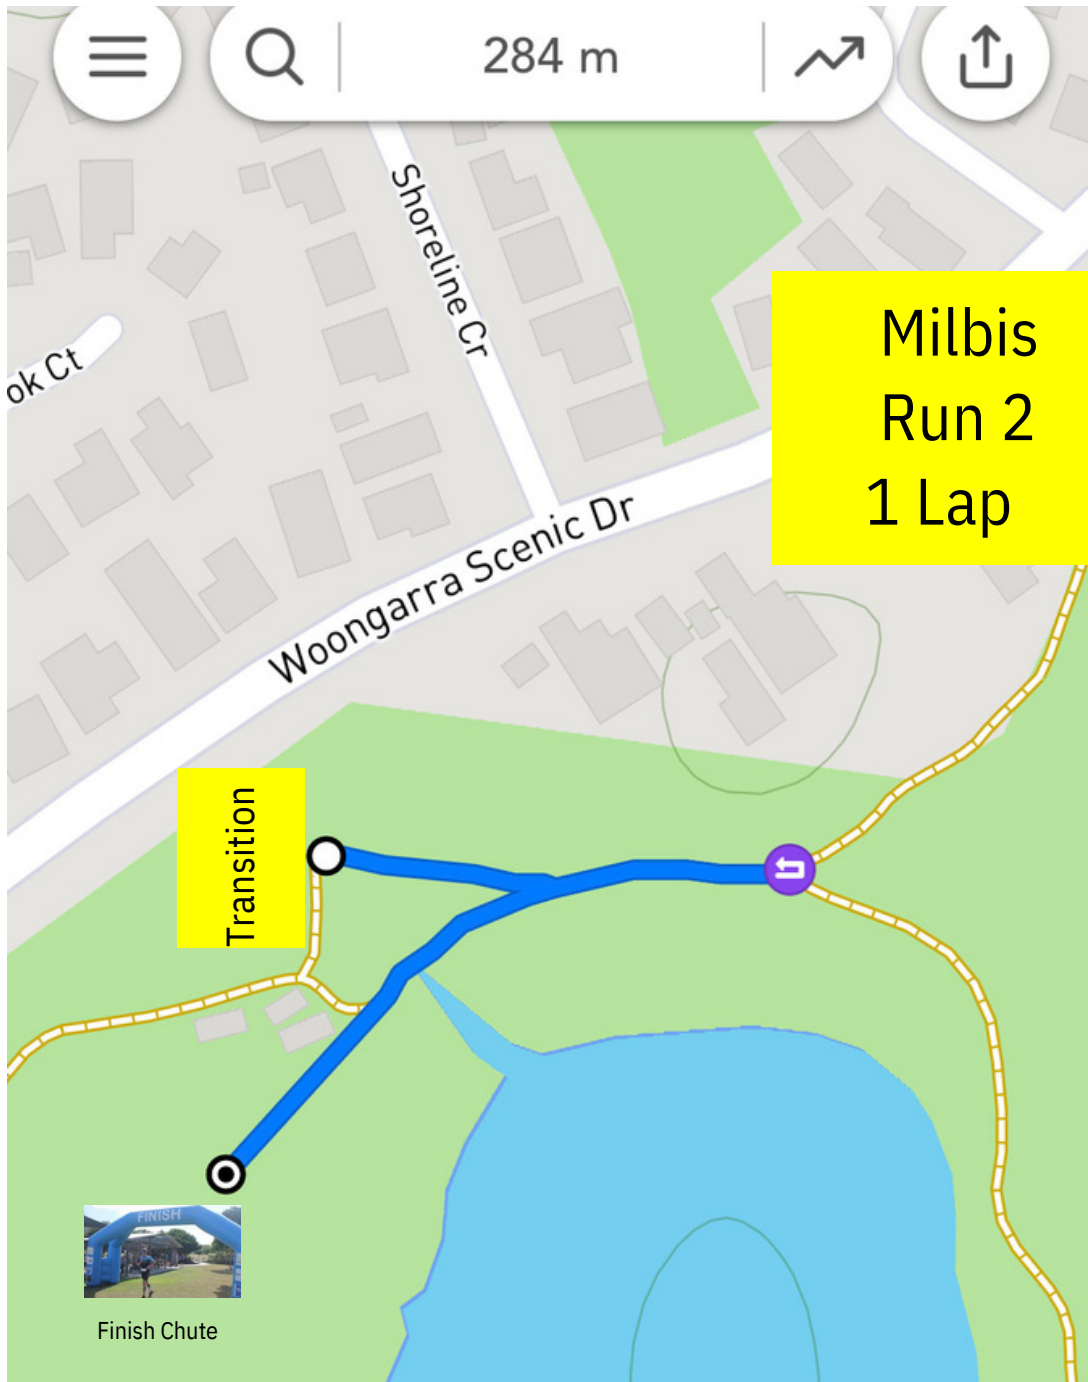 284 m
Shoreline Cr
Milbis
Run 2
1 Lap
ok Ct
Woongarra Scenic Dr
Transition
FINISH
Finish Chute